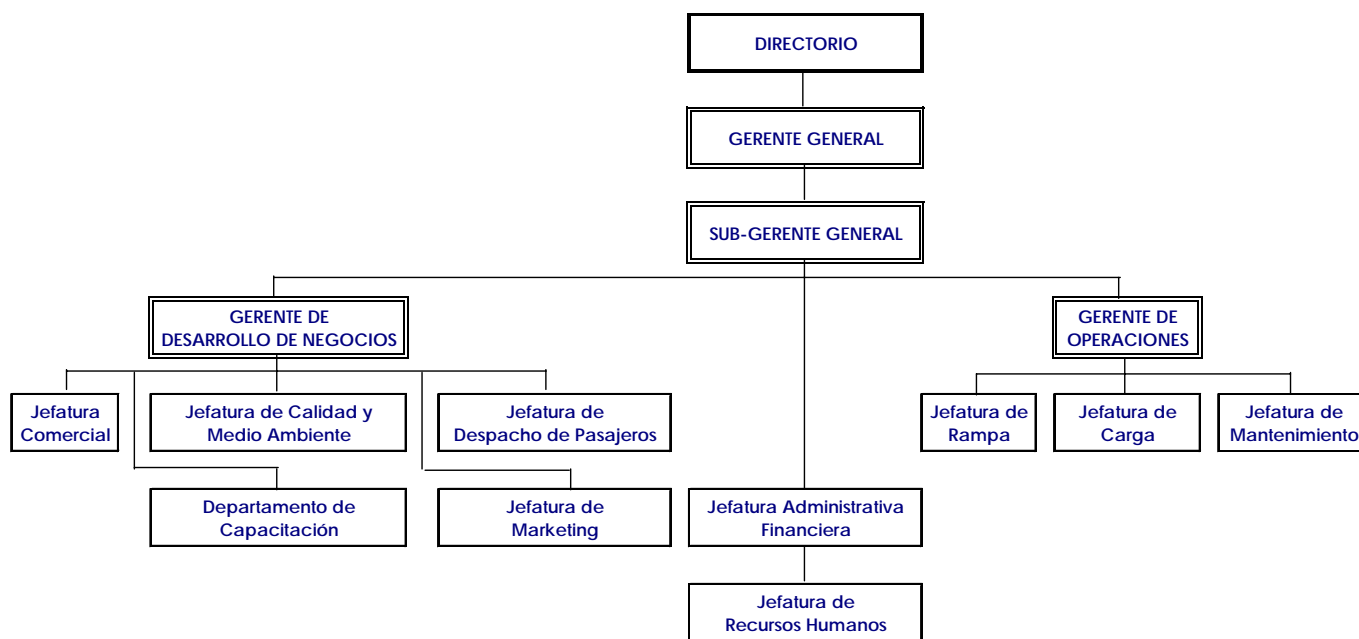 DIRECTORIO
GERENTE GENERAL
SUB-GERENTE GENERAL
GERENTE DE
DESARROLLO DE NEGOCIOS
GERENTE DE
OPERACIONES
Jefatura
Comercial
Jefatura de Calidad y
Medio Ambiente
Jefatura de
Despacho de Pasajeros
Jefatura de
Rampa
Jefatura de
Carga
Jefatura de
Mantenimiento
Departamento de
Capacitación
Jefatura de
Marketing
Jefatura Administrativa
Financiera
Jefatura de
Recursos Humanos